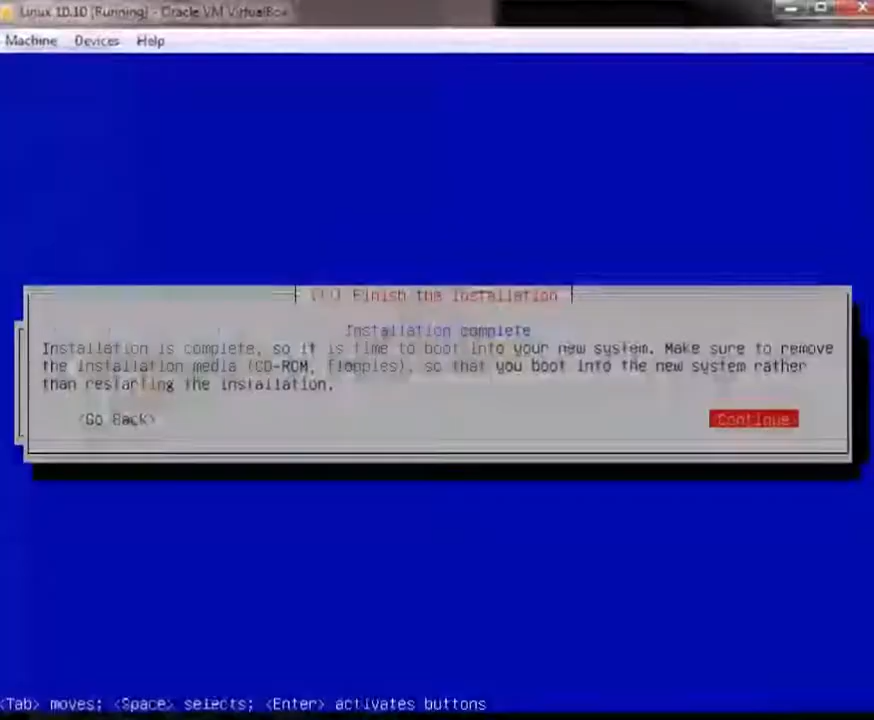 Linux 10.10 [Running] - Oracle VM VirtualBox
Machine Devices Help
[!!] Finish the installation
Installation complete
Installation is complete, so it is time to boot into your new system. Make sure to remove
the installation media (CD-ROM, floppies), so that you boot into the new system rather
than restarting the installation.
<Go Back> <Continue>
<Tab> moves; <Space> selects; <Enter> activates buttons